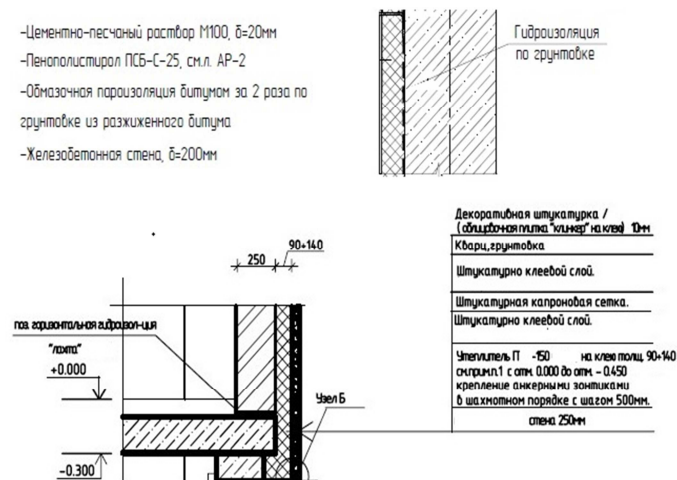 -Цементно-песчаный раствор М100, δ=20мм
-Пенополистирол ПСБ-С-25, см.л. АР-2
-Обмазочная пароизоляция битумом за 2 раза по
грунтовке из разжиженного битума
-Железобетонная стена, δ=200мм
Гидроизоляция
по грунтовке
Декоративная штукатурка /
( облицовочная плитка "клинкер" на клею) 10мм
Кварц,грунтовка
Штукатурно клеевой слой.
Штукатурная капроновая сетка.
Штукатурно клеевой слой.
Утеплитель ПТ -150 на клею толщ. 90+140
см.прим.п.1 с отм. 0.000 до отм. - 0.450
крепление анкерными зонтиками
в шахтном порядке с шагом 500мм.
стена 250мм
250
90+140
поз. горизонтальная гидроизол-ция
"лахта"
+0.000
Узел Б
-0.300